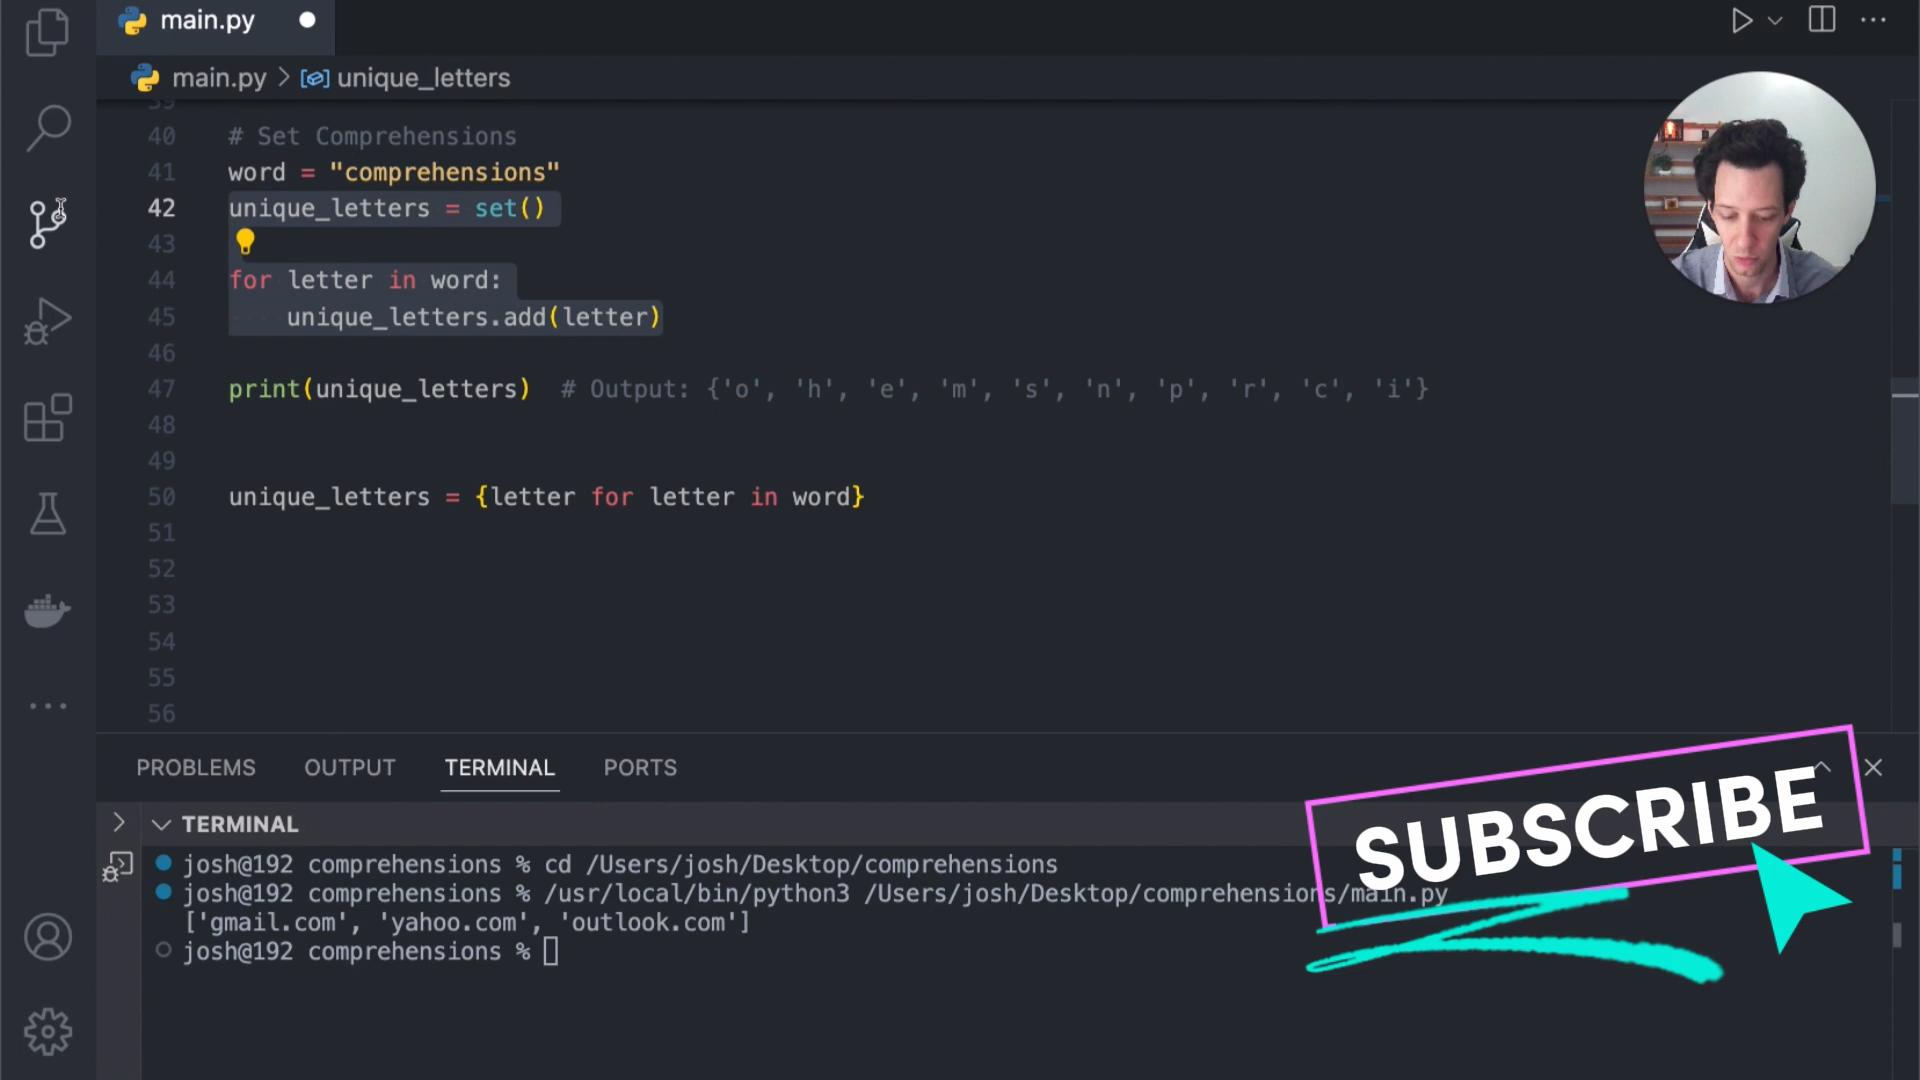 main.py
main.py > unique_letters
39
40 # Set Comprehensions
41 word = "comprehensions"
42 unique_letters = set()
43
44 for letter in word:
45 unique_letters.add(letter)
46
47 print(unique_letters) # Output: {'o', 'h', 'e', 'm', 's', 'n', 'p', 'r', 'c', 'i'}
48
49
50 unique_letters = {letter for letter in word}
51
52
53
54
55
56
PROBLEMS OUTPUT TERMINAL PORTS
TERMINAL
josh@192 comprehensions % cd /Users/josh/Desktop/comprehensions
josh@192 comprehensions % /usr/local/bin/python3 /Users/josh/Desktop/comprehensions/main.py
['gmail.com', 'yahoo.com', 'outlook.com']
josh@192 comprehensions %
SUBSCRIBE